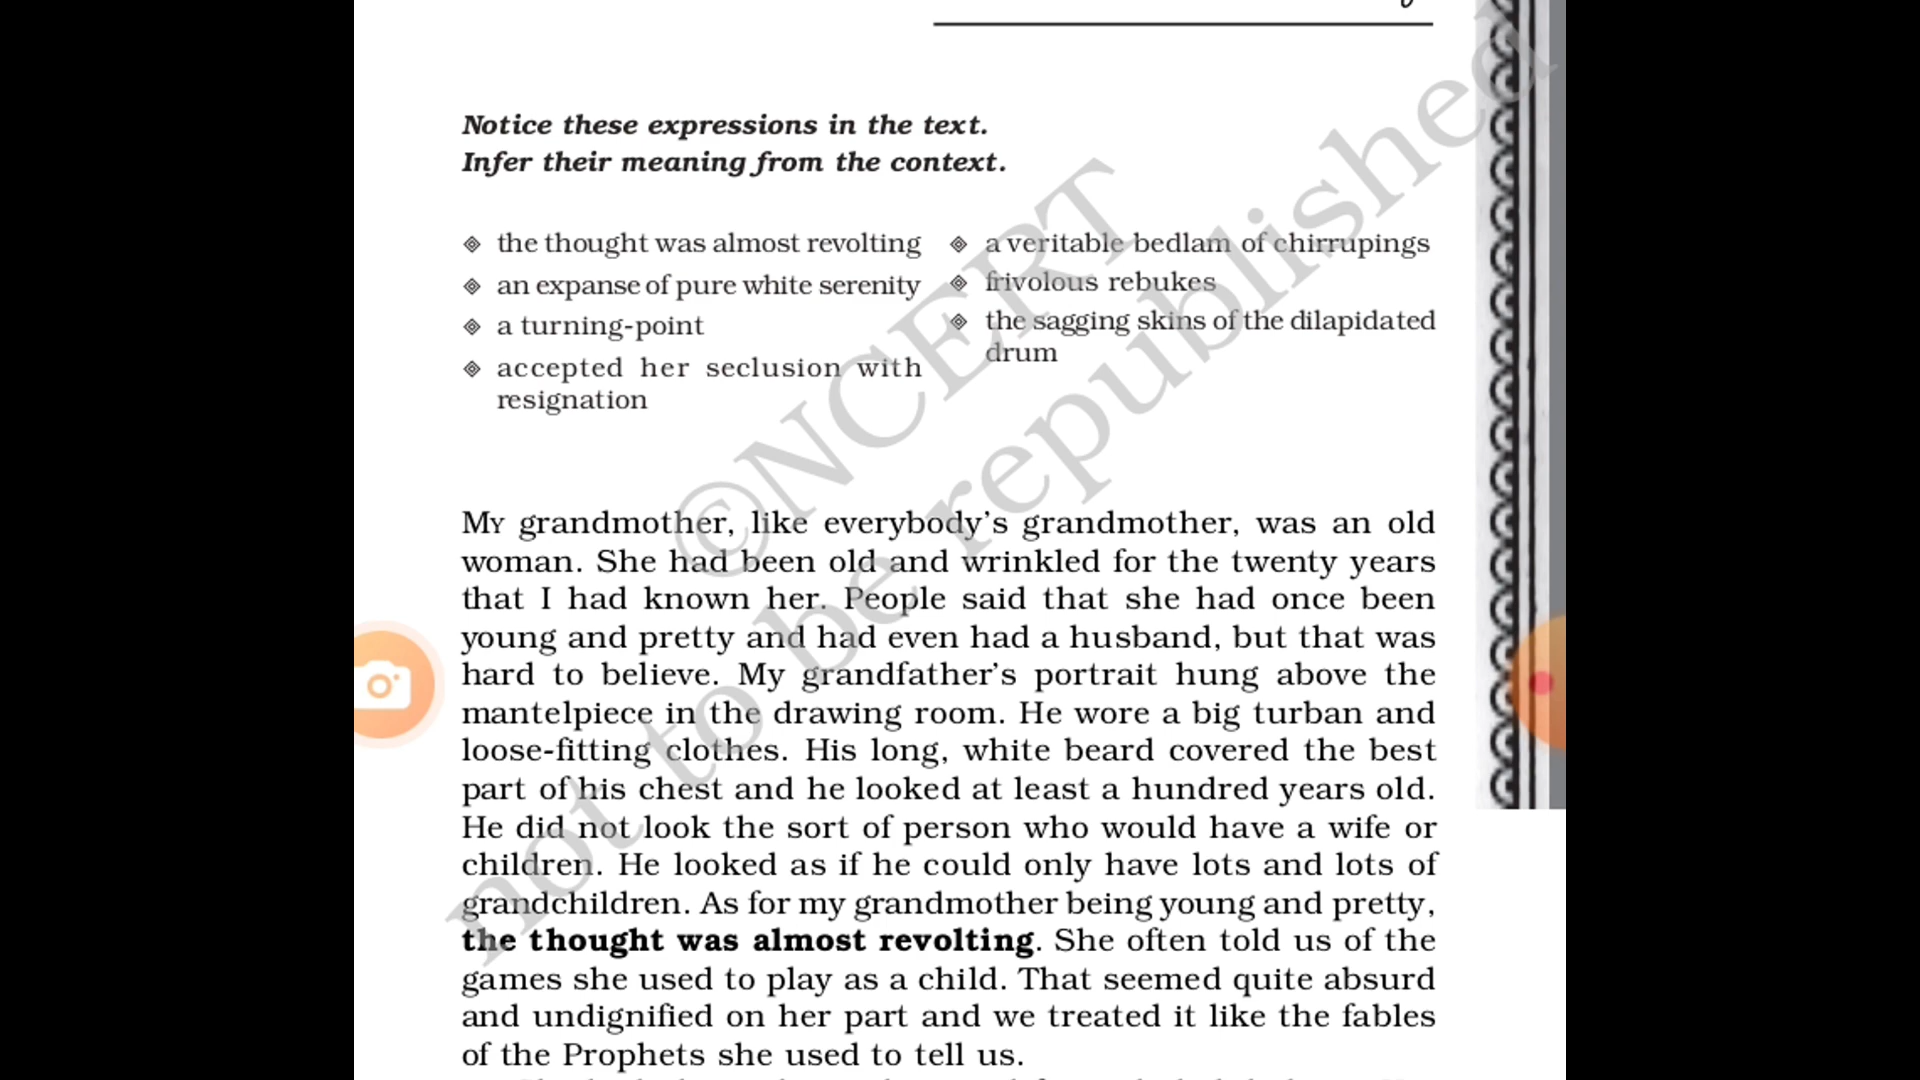 Notice these expressions in the text.
Infer their meaning from the context.
the thought was almost revolting
an expanse of pure white serenity
a turning-point
accepted her seclusion with
resignation
a veritable bedlam of chirrupings
frivolous rebukes
the sagging skins of the dilapidated
drum
©NCERT
not to be republished
My grandmother, like everybody's grandmother, was an old
woman. She had been old and wrinkled for the twenty years
that I had known her. People said that she had once been
young and pretty and had even had a husband, but that was
hard to believe. My grandfather's portrait hung above the
mantelpiece in the drawing room. He wore a big turban and
loose-fitting clothes. His long, white beard covered the best
part of his chest and he looked at least a hundred years old.
He did not look the sort of person who would have a wife or
children. He looked as if he could only have lots and lots of
grandchildren. As for my grandmother being young and pretty,
the thought was almost revolting. She often told us of the
games she used to play as a child. That seemed quite absurd
and undignified on her part and we treated it like the fables
of the Prophets she used to tell us.